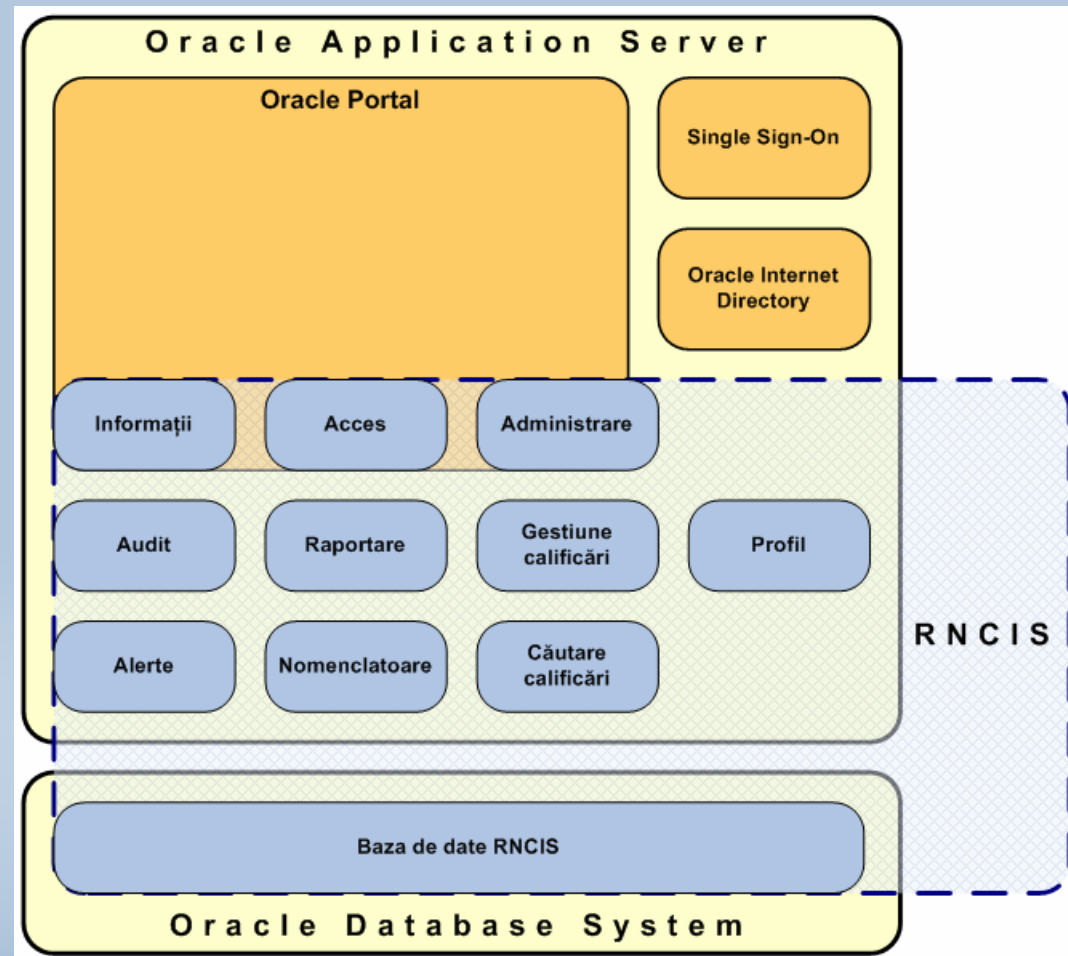 Oracle Application Server
Oracle Portal
Single Sign-On
Oracle Internet
Directory
Informații
Acces
Administrare
Audit
Raportare
Gestiune
calificări
Profil
RNCIS
Alerte
Nomenclatoare
Căutare
calificări
Baza de date RNCIS
Oracle Database System